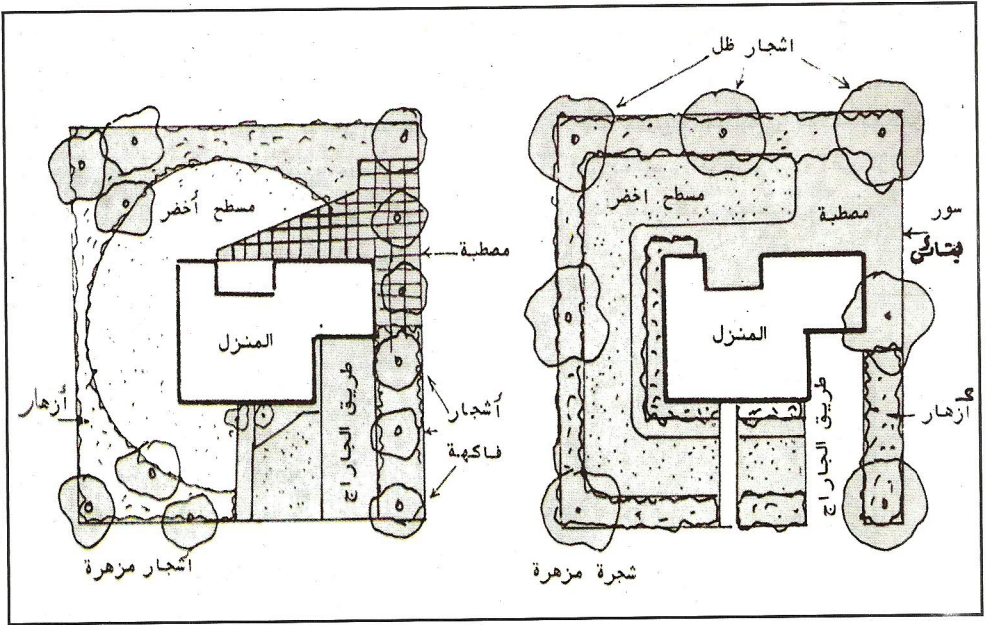 اشجار ظل
مسطح اخضر
مصطبة
سور
نباتي
المنزل
طريق الجاراج
أزهار
شجرة مزهرة
مسطح أخضر
مصطبة
المنزل
طريق الجاراج
أزهار
أشجار
فاكهة
اشجار مزهرة